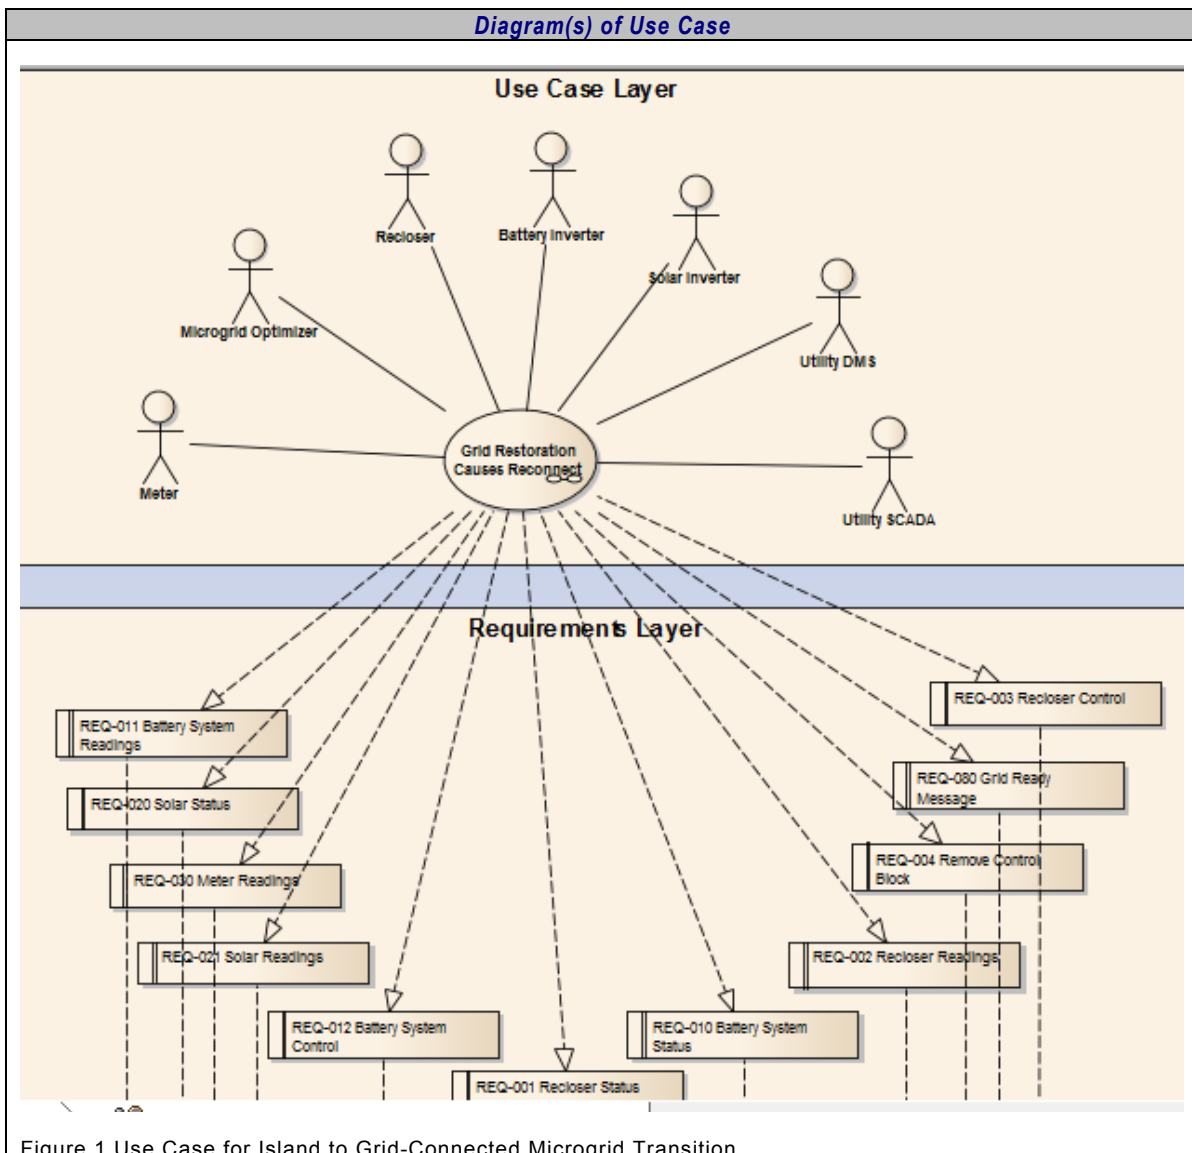 Diagram(s) of Use Case
Use Case Layer
Recloser
Battery Inverter
Solar Inverter
Microgrid Optimizer
Utility DMS
Meter
Grid Restoration
Causes Reconnect
Utility SCADA
Requirements Layer
REQ-003 Recloser Control
REQ-011 Battery System
Readings
REQ-080 Grid Ready
Message
REQ-020 Solar Status
REQ-004 Remove Control
Block
REQ-030 Meter Readings
REQ-021 Solar Readings
REQ-002 Recloser Readings
REQ-012 Battery System
Control
REQ-010 Battery System
Status
REQ-001 Recloser Status
Figure 1 Use Case for Island to Grid-Connected Microgrid Transition